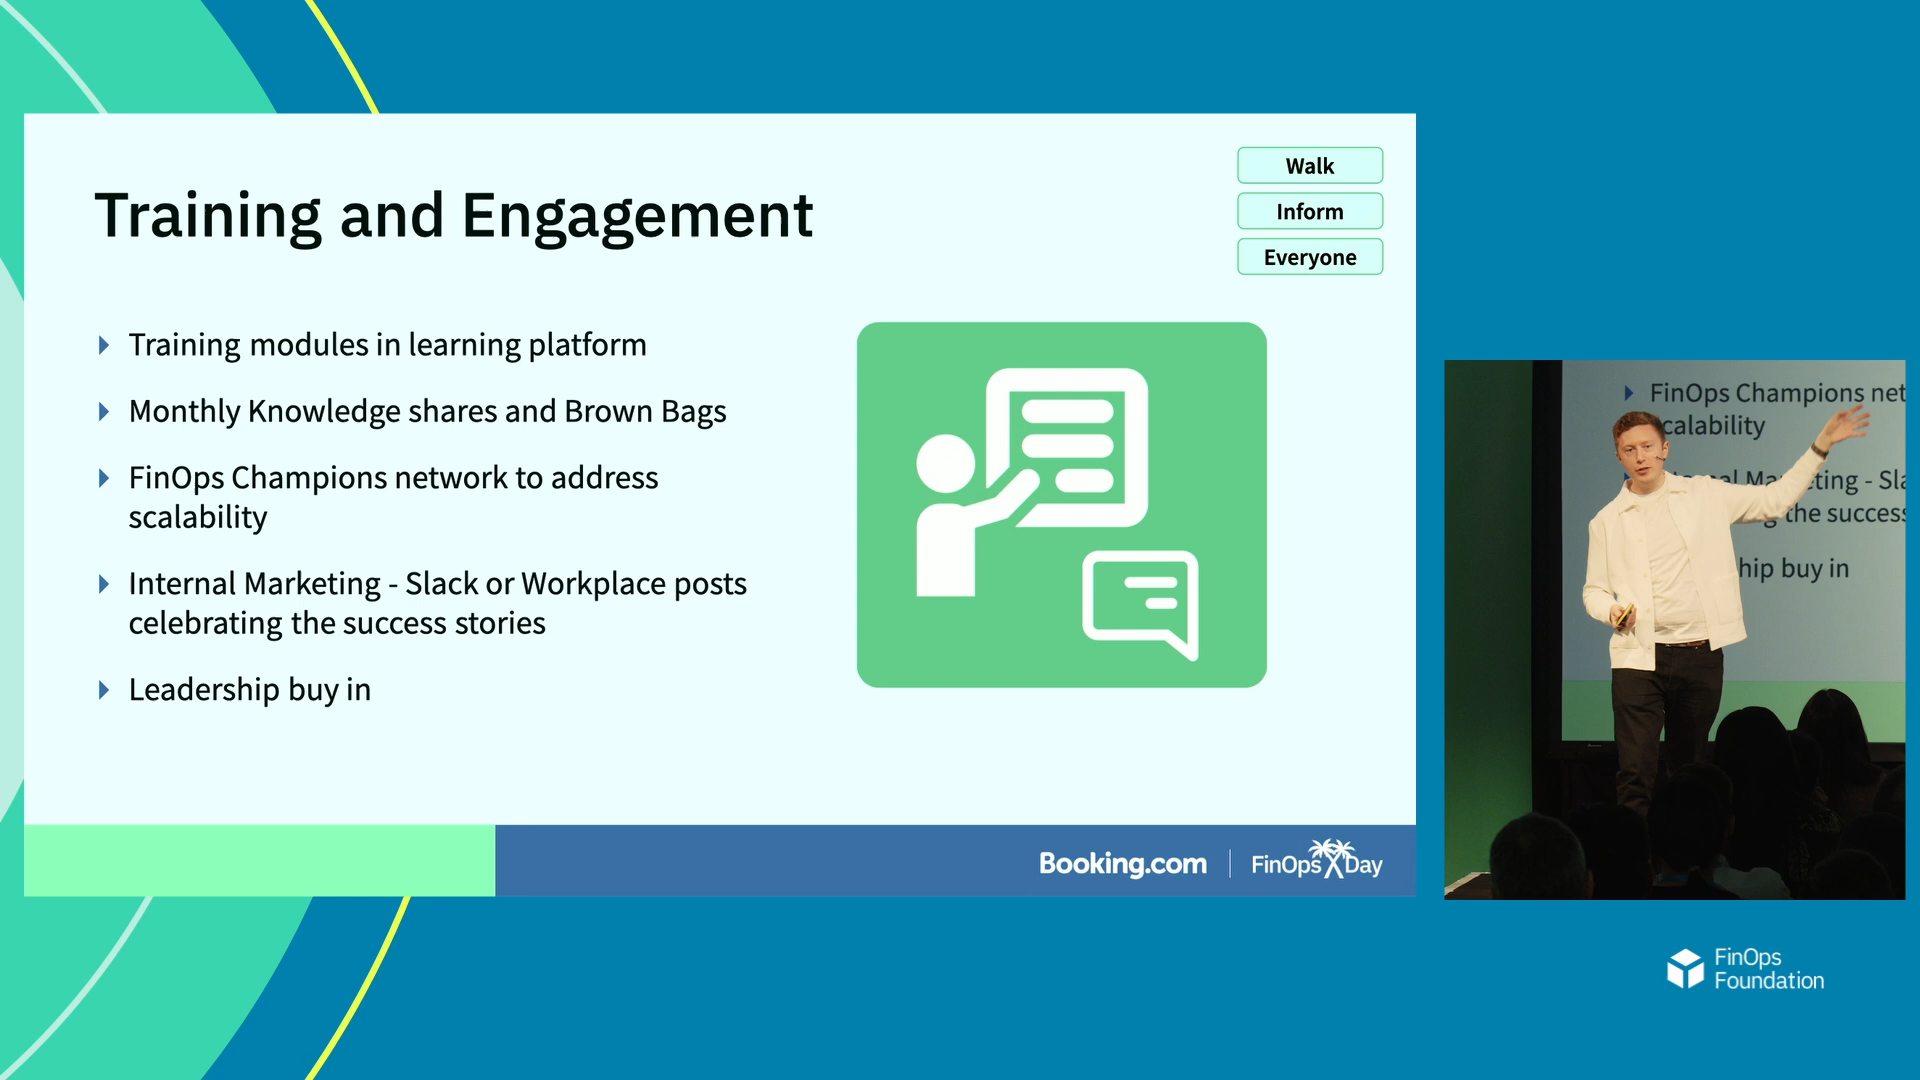 Walk
Inform
Everyone
Training and Engagement
Training modules in learning platform
Monthly Knowledge shares and Brown Bags
FinOps Champions network to address
scalability
Internal Marketing - Slack or Workplace posts
celebrating the success stories
Leadership buy in
Booking.com
FinOps X Day
FinOps Champions net
calability
nal Marketing - Sla
g the success
hip buy in
FinOps
Foundation